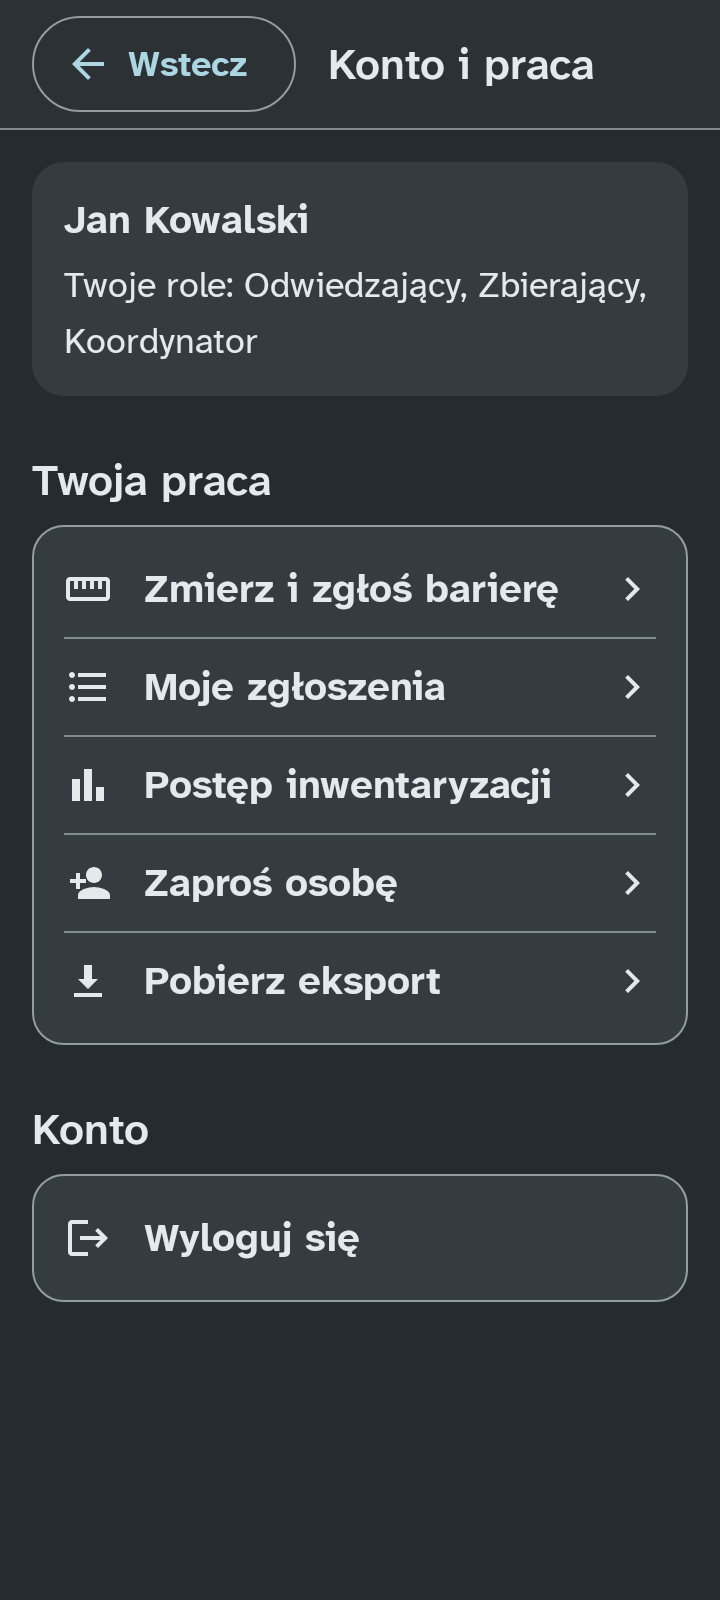 Wstecz
Konto i praca
Jan Kowalski
Twoje role: Odwiedzający, Zbierający,
Koordynator
Twoja praca
Zmierz i zgłoś barierę
Moje zgłoszenia
Postęp inwentaryzacji
Zaproś osobę
Pobierz eksport
Konto
Wyloguj się